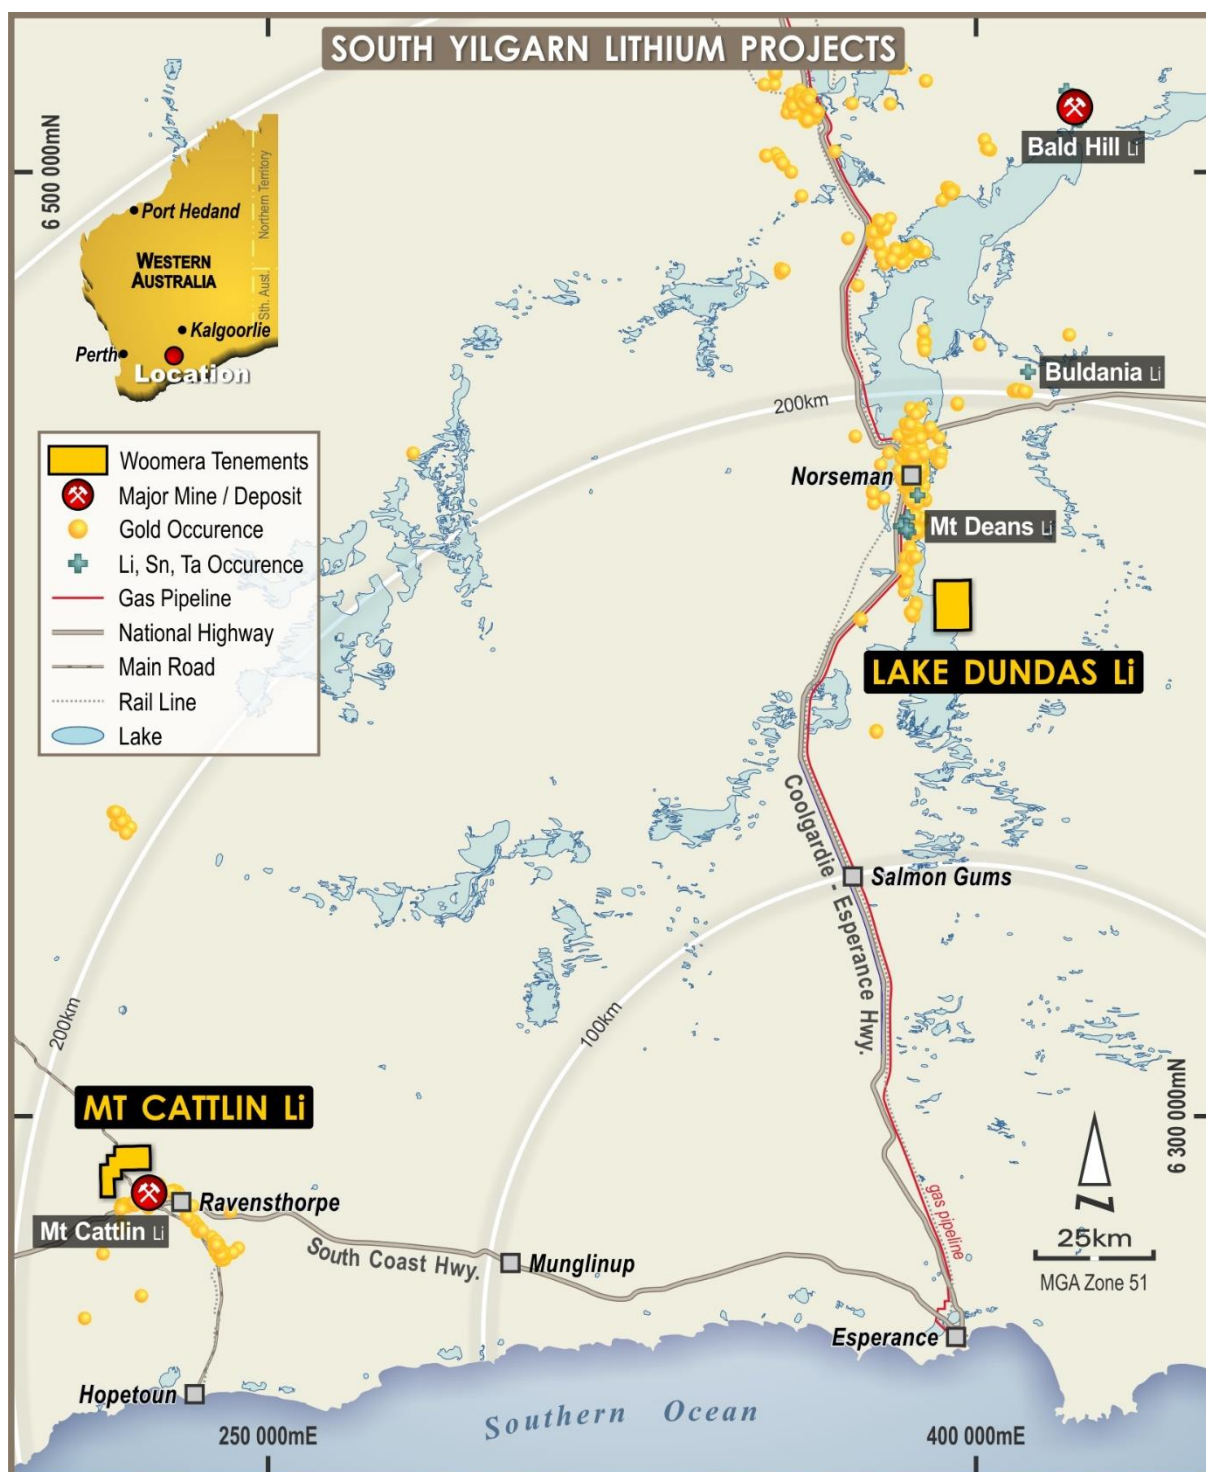 SOUTH YILGARN LITHIUM PROJECTS
6 500 000mN
Port Hedand
WESTERN
AUSTRALIA
Northern Territory
Sth. Aust.
Kalgoorlie
Perth
Location
Bald Hill Li
Buldania Li
200km
Norseman
Mt Deans Li
Woomera Tenements
Major Mine / Deposit
Gold Occurence
Li, Sn, Ta Occurence
Gas Pipeline
National Highway
Main Road
Rail Line
Lake
LAKE DUNDAS Li
Coolgardie - Esperance Hwy.
Salmon Gums
200km
100km
MT CATTLIN Li
6 300 000mN
Ravensthorpe
Mt Cattlin Li
South Coast Hwy.
Munglinup
gas pipeline
N
25km
MGA Zone 51
Esperance
Hopetoun
Southern Ocean
250 000mE
400 000mE